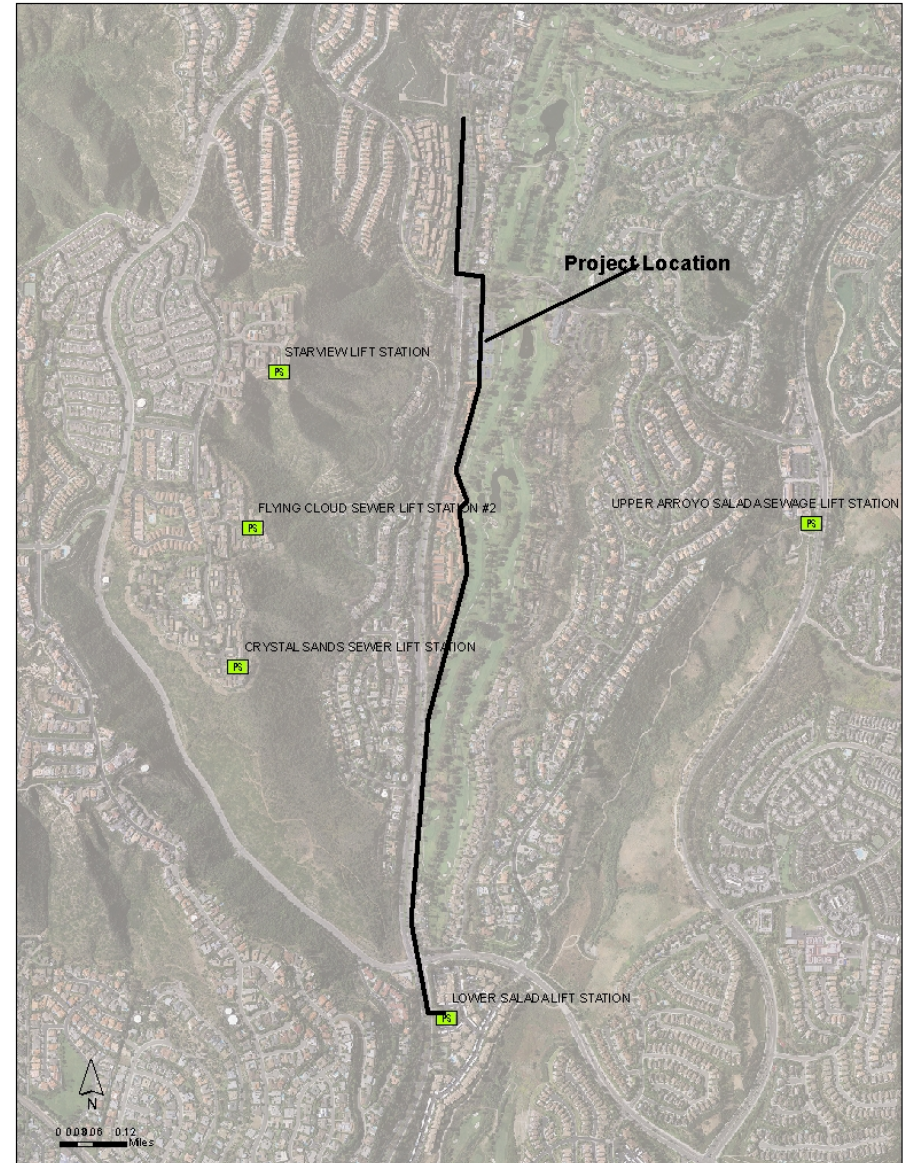 Project Location
STARVIEW LIFT STATION
PS
FLYING CLOUD SEWER LIFT STATION #2
PS
UPPER ARROYO SALADA SEWAGE LIFT STATION
PS
CRYSTAL SANDS SEWER LIFT STATION
PS
LOWER SALADA LIFT STATION
PS
N
0.12
Miles